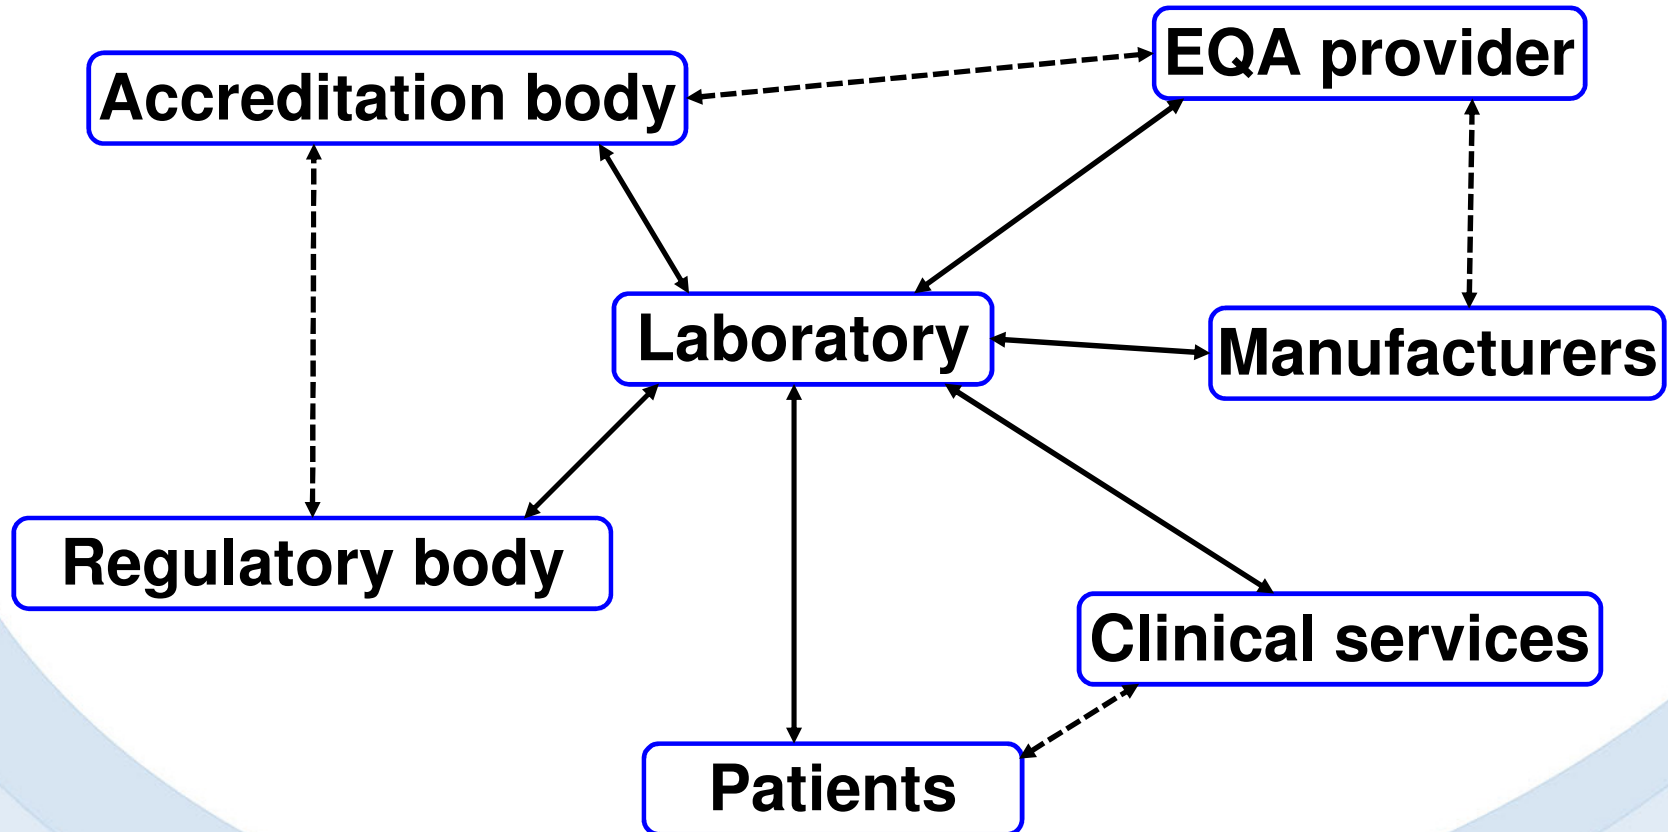 EQA provider
Accreditation body
Laboratory
Manufacturers
Regulatory body
Clinical services
Patients